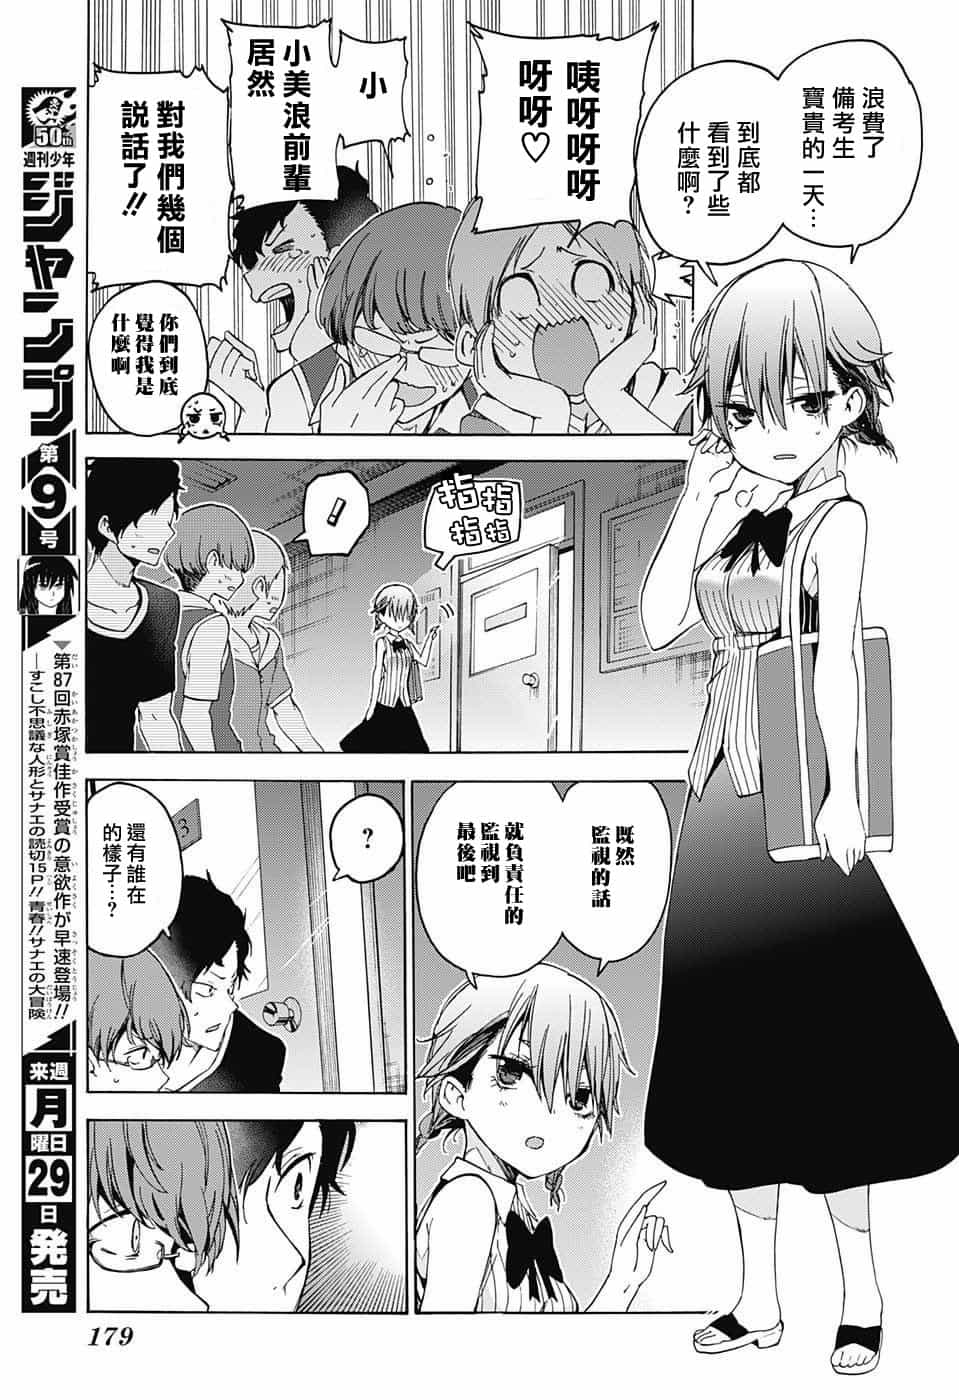 浪費了
備考生
寶貴的一天…
到底都
看到了些
什麼啊？
咦呀呀呀
呀呀♡
小
小美浪前輩
居然
對我們幾個
説話了!!
你們到底
覺得我是
什麼啊
指指
指指
!
既然
監視的話
就負責任的
監視到
最後吧
?
3
還有誰在
的樣子…?
50th
週刊少年
ジャンプ
第9号
▼第87回赤塚賞佳作受賞の意欲作が早速登場!!
―すこし不思議な人形とサナエの読切15P!! 青春!!サナエの大冒険
来週
月
曜日
29
日
発売
179